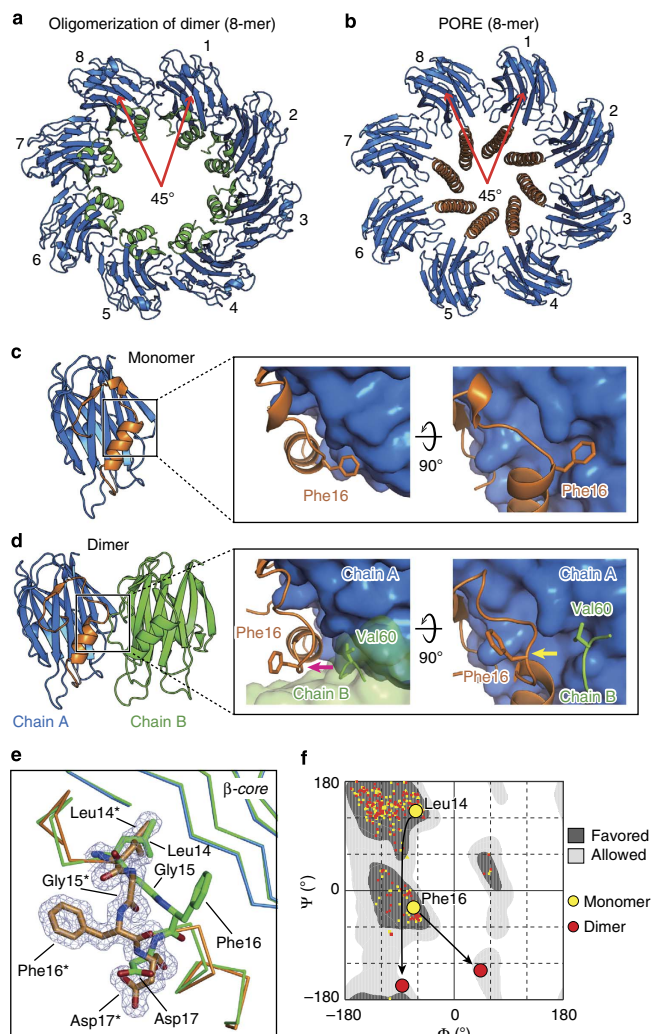 a Oligomerization of dimer (8-mer)
8 1
7 2
45°
6 3
5 4
b PORE (8-mer)
8 1
7 2
45°
6 3
5 4
c Monomer
Phe16
90°
Phe16
d Dimer
Chain A Chain B
Chain A
Phe16
Val60
Chain B
90°
Chain A
Val60
Phe16
Chain B
e β-core
Leu14*
Leu14
Gly15* Gly15
Phe16
Phe16*
Asp17* Asp17
f
180
Leu14
Ψ (°)
0
Phe16
−180
−180 0 180
Φ (°)
Favored
Allowed
Monomer
Dimer